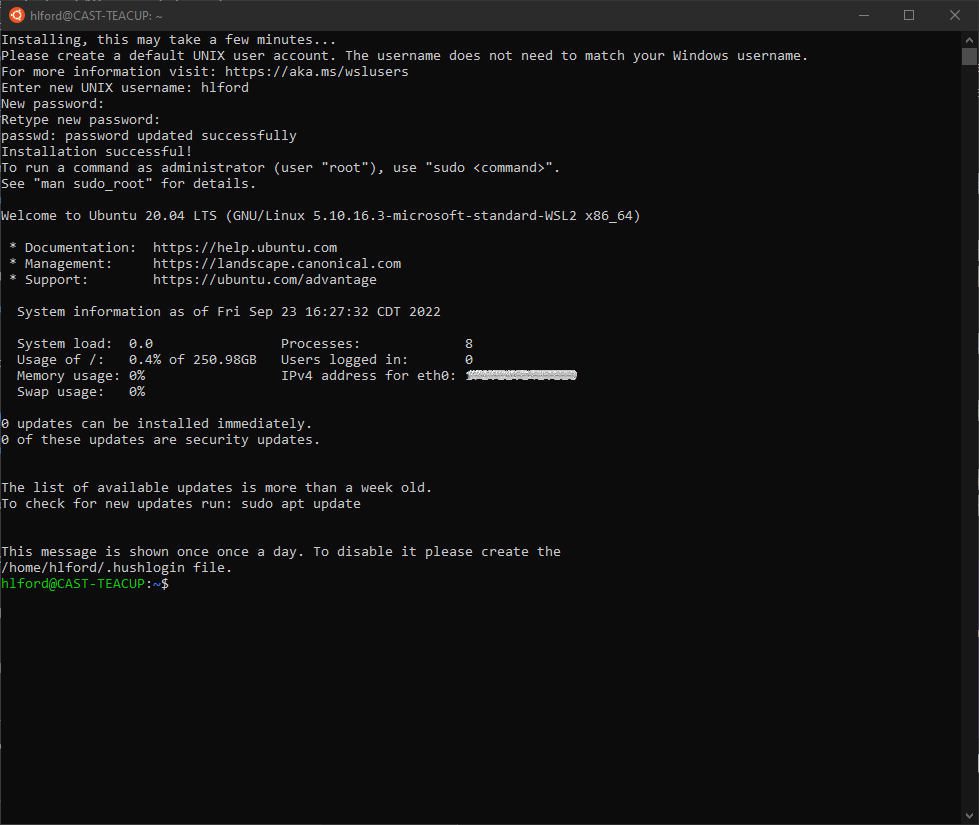 hlford@CAST-TEACUP: ~
Installing, this may take a few minutes...
Please create a default UNIX user account. The username does not need to match your Windows username.
For more information visit: https://aka.ms/wslusers
Enter new UNIX username: hlford
New password:
Retype new password:
passwd: password updated successfully
Installation successful!
To run a command as administrator (user "root"), use "sudo <command>".
See "man sudo_root" for details.
Welcome to Ubuntu 20.04 LTS (GNU/Linux 5.10.16.3-microsoft-standard-WSL2 x86_64)
* Documentation:  https://help.ubuntu.com
* Management:     https://landscape.canonical.com
* Support:        https://ubuntu.com/advantage
System information as of Fri Sep 23 16:27:32 CDT 2022
System load:  0.0                Processes:             8
Usage of /:   0.4% of 250.98GB   Users logged in:       0
Memory usage: 0%                 IPv4 address for eth0:
Swap usage:   0%
0 updates can be installed immediately.
0 of these updates are security updates.
The list of available updates is more than a week old.
To check for new updates run: sudo apt update
This message is shown once once a day. To disable it please create the
/home/hlford/.hushlogin file.
hlford@CAST-TEACUP:~$